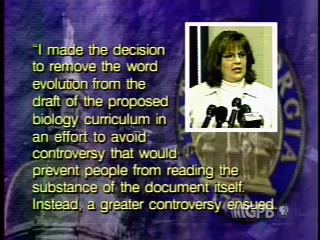 “I made the decision
to remove the word
evolution from the
draft of the proposed
biology curriculum in
an effort to avoid
controversy that would
prevent people from reading the
substance of the document itself.
Instead, a greater controversy ensued.
GPB